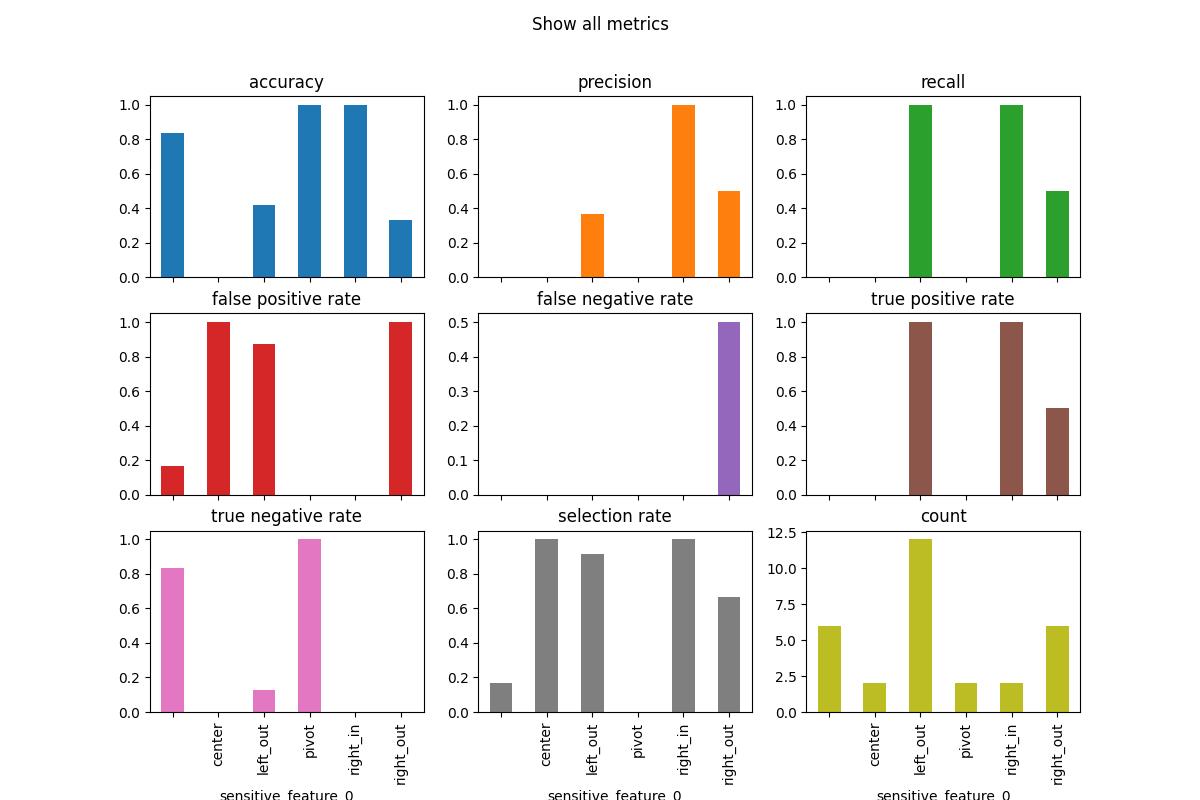 Show all metrics
accuracy
precision
recall
1.0
0.8
0.6
0.4
0.2
0.0
1.0
0.8
0.6
0.4
0.2
0.0
1.0
0.8
0.6
0.4
0.2
0.0
false positive rate
false negative rate
true positive rate
1.0
0.8
0.6
0.4
0.2
0.0
0.5
0.4
0.3
0.2
0.1
0.0
1.0
0.8
0.6
0.4
0.2
0.0
true negative rate
selection rate
count
1.0
0.8
0.6
0.4
0.2
0.0
1.0
0.8
0.6
0.4
0.2
0.0
12.5
10.0
7.5
5.0
2.5
0.0
center
left_out
pivot
right_in
right_out
center
left_out
pivot
right_in
right_out
center
left_out
pivot
right_in
right_out
sensitive_feature_0
sensitive_feature_0
sensitive_feature_0